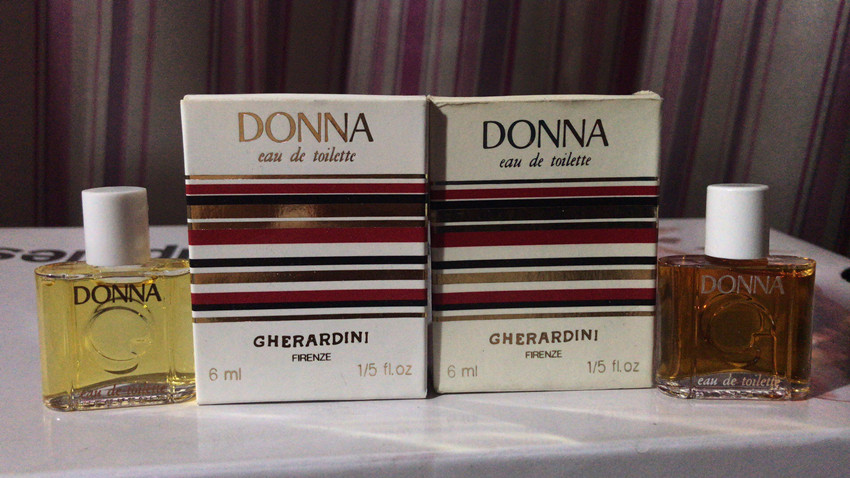 DONNA
eau de toilette
GHERARDINI
FIRENZE
6 ml 1/5 fl.oz
DONNA
eau de toilette
GHERARDINI
FIRENZE
6 ml 1/5 fl.oz
DONNA
eau de toilette
DONNA
eau de toilette